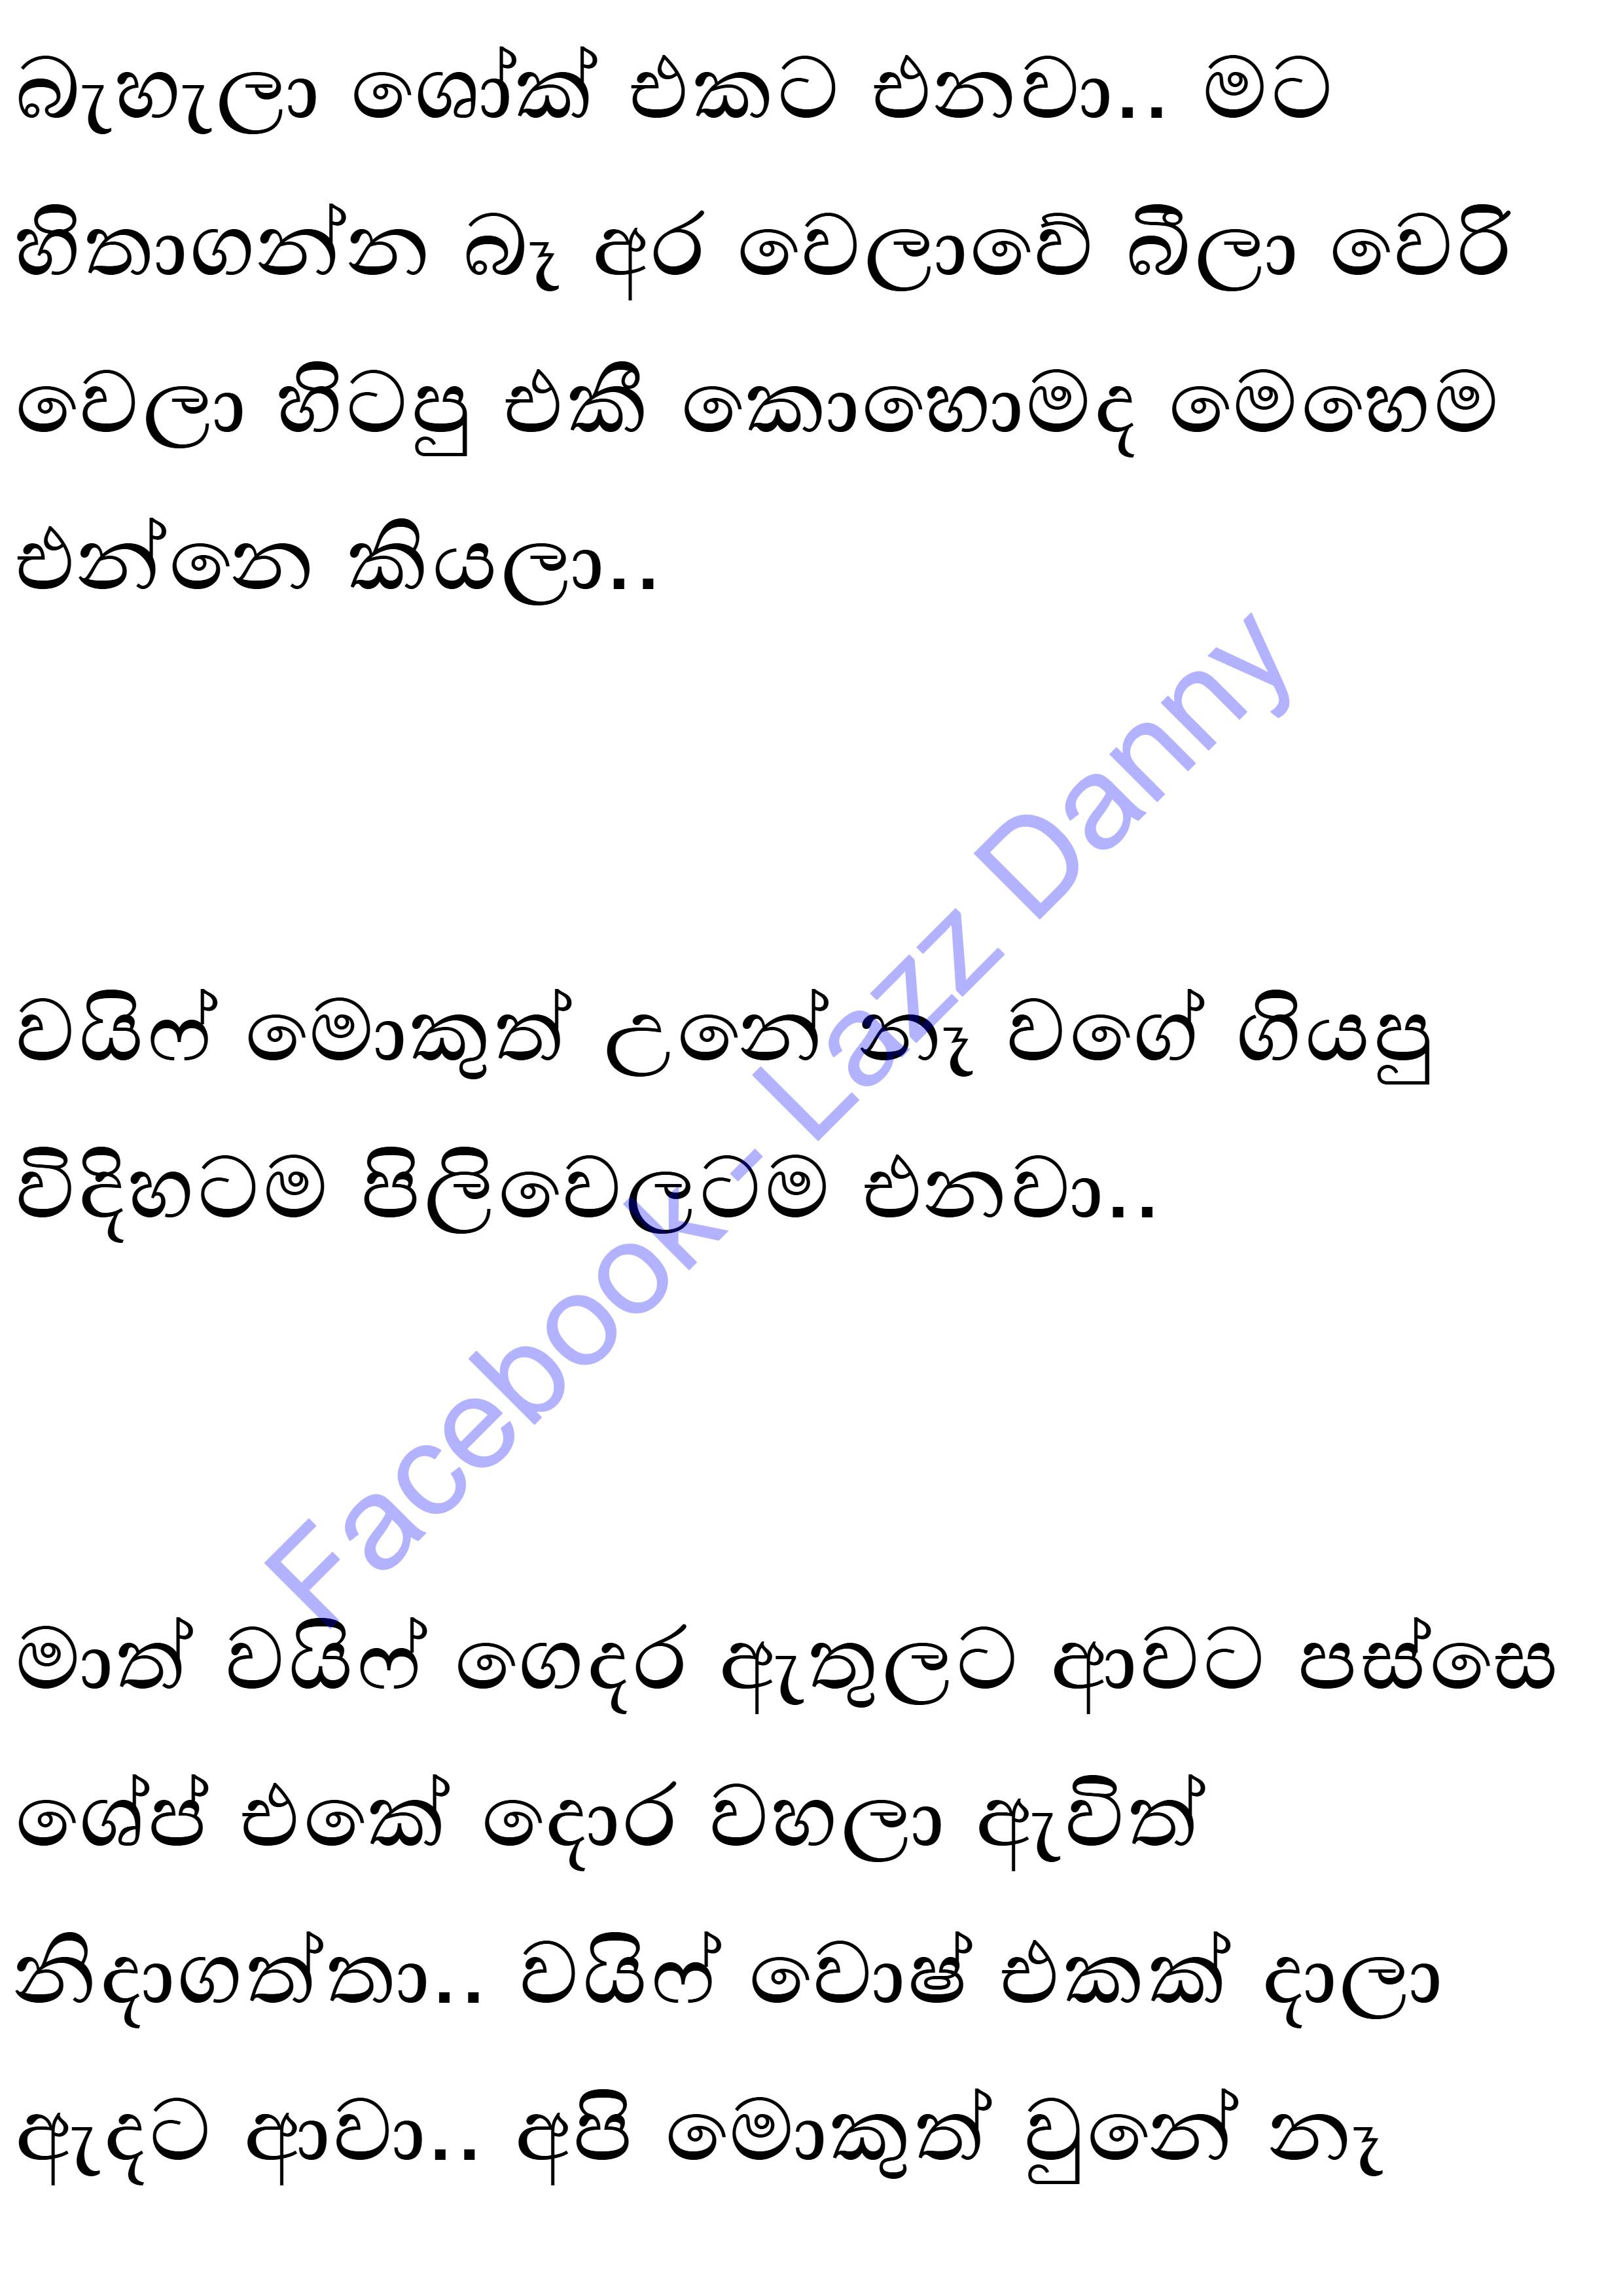 බැහැලා ශෝක් එකට එනවා.. මට
හිතාගන්න බෑ අර වෙලාවේ බීලා වෙරි
වෙලා හිටපු එකී කොහොමද මෙහෙම
එන්නෙ කියලා..
වයිෆ් මොකුත් උනේ නෑ වගේ ගියපු
විදිහටම පිලිවෙලටම එනවා..
මාත් වයිෆ් ගෙදර ඇතුලට ආවට පස්සෙ
ශේප් එකේ දොර වහලා ඇවිත්
නිදාගත්තා.. වයිෆ් වොෂ් එකක් දාලා
ඇදට ආවා.. අපි මොකුත් වුනේ නෑ
Facebook - Lazz Danny